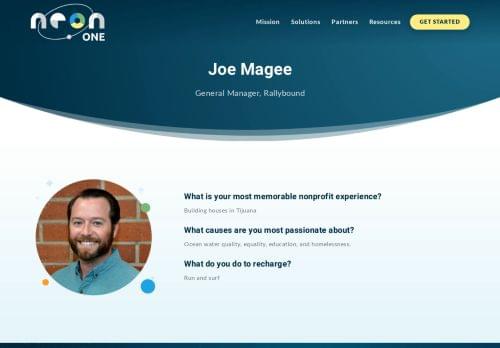 neon
ONE
Mission Solutions Partners Resources GET STARTED
Joe Magee
General Manager, Rallybound
What is your most memorable nonprofit experience?
Building houses in Tijuana
What causes are you most passionate about?
Ocean water quality, equality, education, and homelessness.
What do you do to recharge?
Run and surf